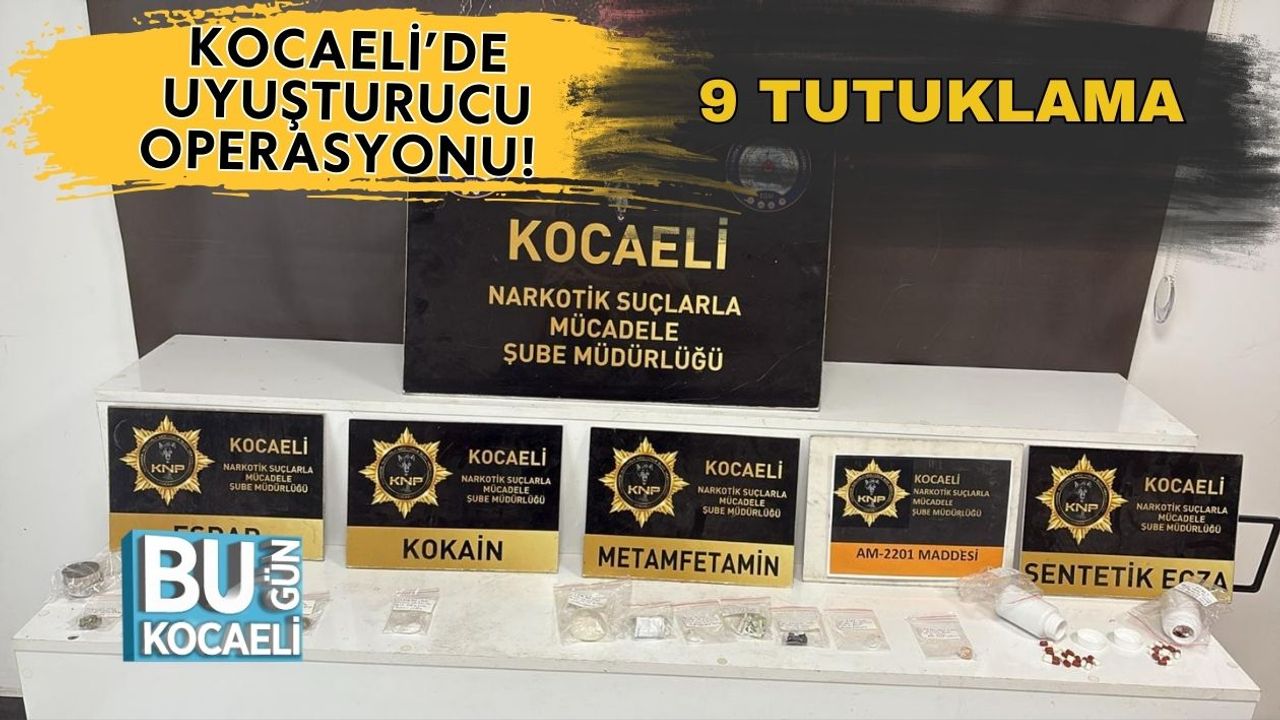 KOCAELİ'DE
UYUŞTURUCU
OPERASYONU!
9 TUTUKLAMA
KOCAELİ
NARKOTİK SUÇLARLA
MÜCADELE
ŞUBE MÜDÜRLÜĞÜ
KNP
KOCAELİ
NARKOTİK SUÇLARLA
MÜCADELE
ŞUBE MÜDÜRLÜĞÜ
ESRAR
KNP
KOCAELİ
NARKOTİK SUÇLARLA
MÜCADELE
ŞUBE MÜDÜRLÜĞÜ
KOKAİN
KNP
KOCAELİ
NARKOTİK SUÇLARLA
MÜCADELE
ŞUBE MÜDÜRLÜĞÜ
METAMFETAMİN
KNP
KOCAELİ
NARKOTİK SUÇLARLA
MÜCADELE
ŞUBE MÜDÜRLÜĞÜ
AM-2201 MADDESİ
KNP
KOCAELİ
NARKOTİK SUÇLARLA
MÜCADELE
ŞUBE MÜDÜRLÜĞÜ
SENTETİK ECZA
BU
GÜN
KOCAELİ